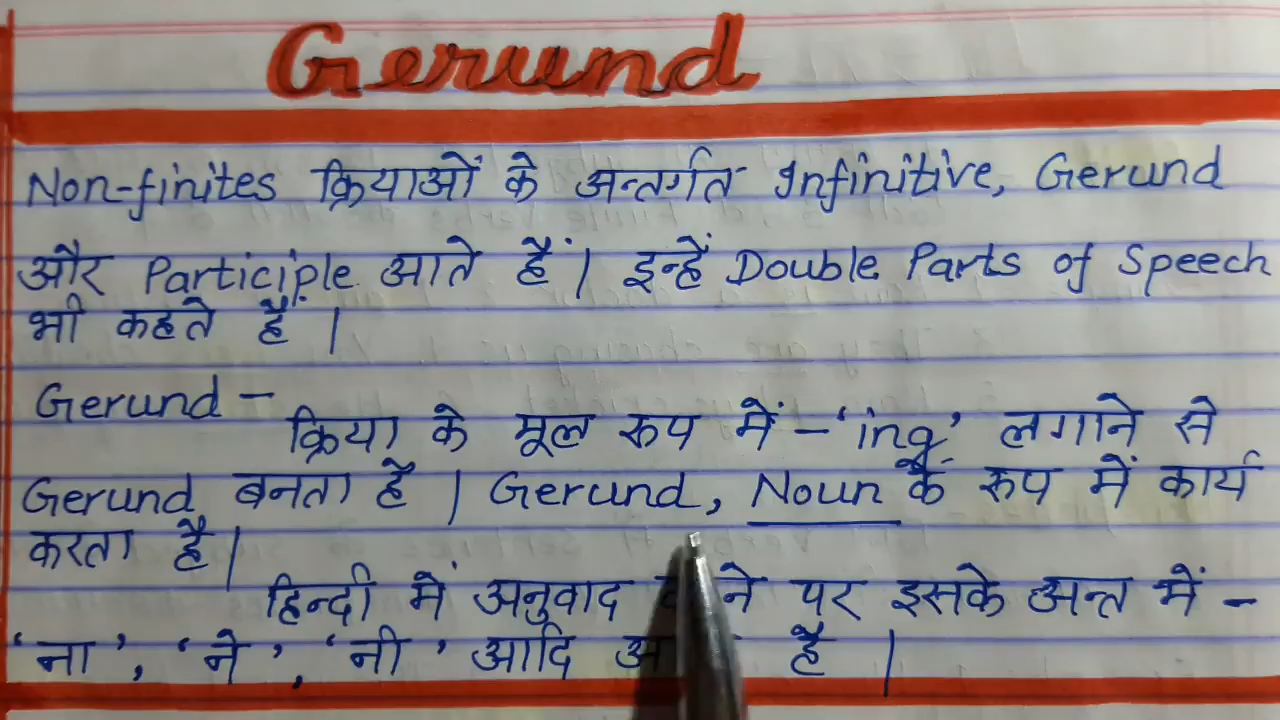 Gerund
Non-finites क्रियाओं के अन्तर्गत Infinitive, Gerund
और Participle आते हैं। इन्हें Double Parts of Speech
भी कहते हैं।
Gerund -
क्रिया के मूल रूप में - 'ing' लगाने से
Gerund बनता है। Gerund, Noun के रूप में कार्य
करता है।
हिन्दी में अनुवाद पर इसके अन्त में -
'ना', 'ने', 'नी' आदि है।